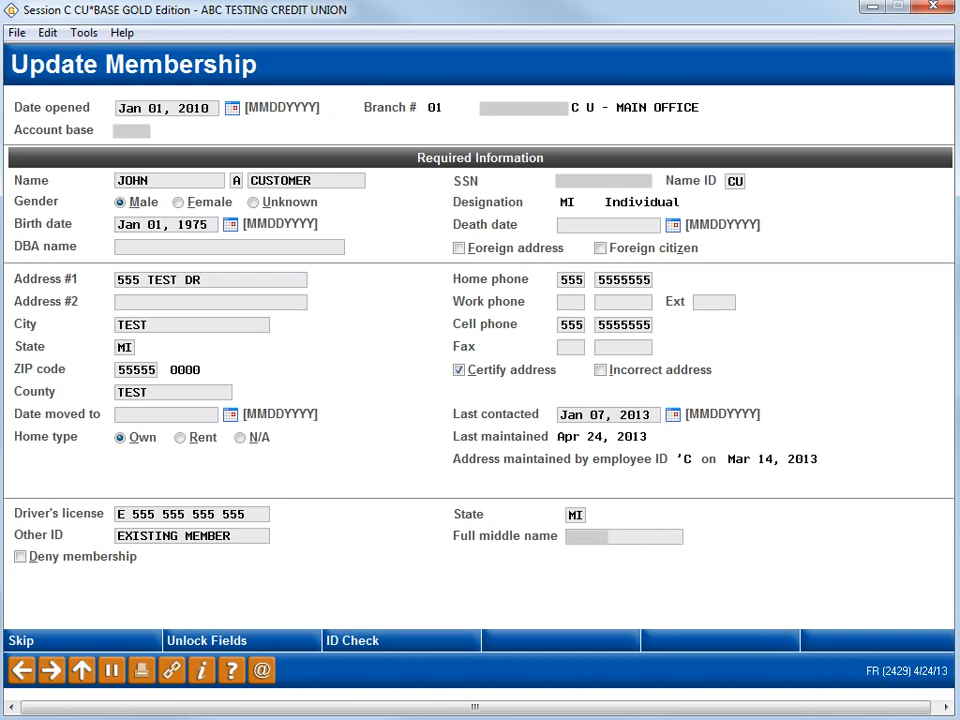 Session C CU*BASE GOLD Edition - ABC TESTING CREDIT UNION
File Edit Tools Help
Update Membership
Date opened Jan 01, 2010 [MMDDYYYY] Branch # 01 C U - MAIN OFFICE
Account base
Required Information
Name JOHN A CUSTOMER SSN Name ID CU
Gender Male Female Unknown Designation MI Individual
Birth date Jan 01, 1975 [MMDDYYYY] Death date [MMDDYYYY]
DBA name Foreign address Foreign citizen
Address #1 555 TEST DR Home phone 555 5555555
Address #2 Work phone Ext
City TEST Cell phone 555 5555555
State MI Fax
ZIP code 55555 0000 Certify address Incorrect address
County TEST
Date moved to [MMDDYYYY] Last contacted Jan 07, 2013 [MMDDYYYY]
Home type Own Rent N/A Last maintained Apr 24, 2013
Address maintained by employee ID 'C on Mar 14, 2013
Driver's license E 555 555 555 555 State MI
Other ID EXISTING MEMBER Full middle name
Deny membership
Skip Unlock Fields ID Check
FR (2429) 4/24/13